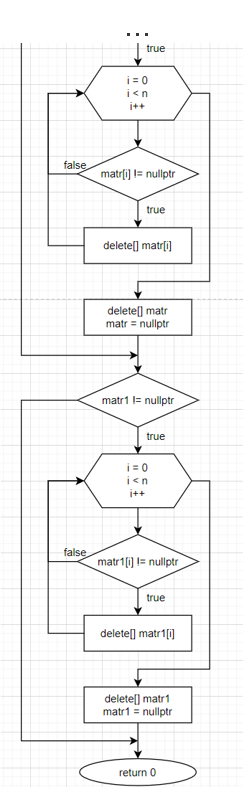 ...
true
i = 0
i < n
i++
false
matr[i] != nullptr
true
delete[] matr[i]
delete[] matr
matr = nullptr
matr1 != nullptr
true
i = 0
i < n
i++
false
matr1[i] != nullptr
true
delete[] matr1[i]
delete[] matr1
matr1 = nullptr
return 0